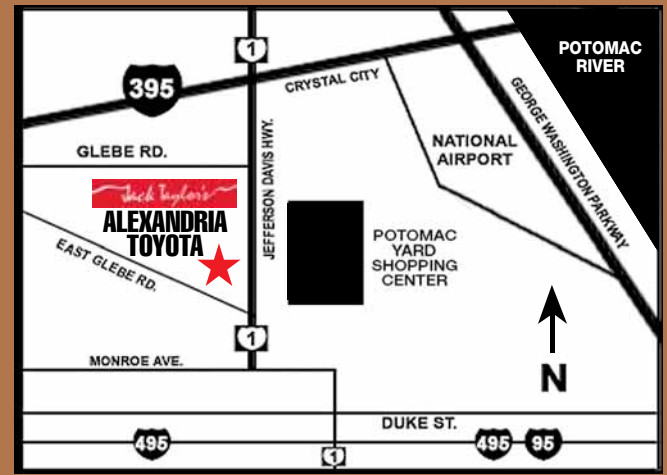 1
POTOMAC
RIVER
395
CRYSTAL CITY
GEORGE WASHINGTON PARKWAY
GLEBE RD.
JEFFERSON DAVIS HWY.
NATIONAL
AIRPORT
Jack Taylor's
ALEXANDRIA
TOYOTA
EAST GLEBE RD.
POTOMAC
YARD
SHOPPING
CENTER
1
MONROE AVE.
N
DUKE ST.
495
1
495
95